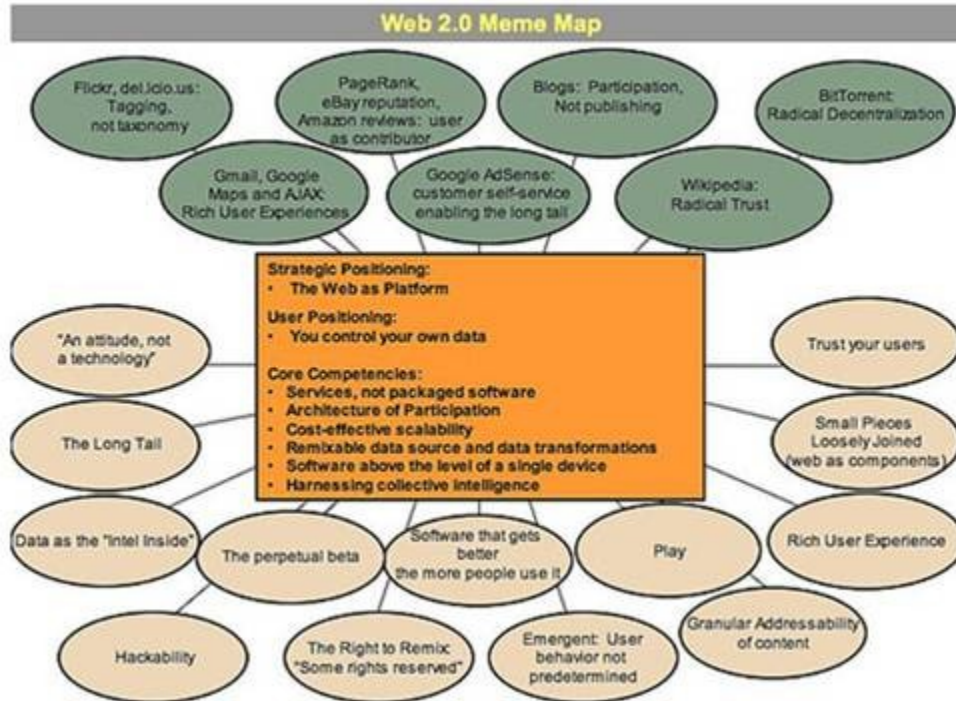 Web 2.0 Meme Map
Flickr, del.icio.us:
Tagging,
not taxonomy
PageRank,
eBay reputation,
Amazon reviews: user
as contributor
Blogs: Participation,
Not publishing
BitTorrent:
Radical Decentralization
Gmail, Google
Maps and AJAX:
Rich User Experiences
Google AdSense:
customer self-service
enabling the long tail
Wikipedia:
Radical Trust
Strategic Positioning:
• The Web as Platform
User Positioning:
• You control your own data
Core Competencies:
• Services, not packaged software
• Architecture of Participation
• Cost-effective scalability
• Remixable data source and data transformations
• Software above the level of a single device
• Harnessing collective intelligence
"An attitude, not
a technology"
Trust your users
The Long Tail
Small Pieces
Loosely Joined
(web as components)
Data as the "Intel Inside"
The perpetual beta
Software that gets
better
the more people use it
Play
Rich User Experience
Hackability
The Right to Remix:
"Some rights reserved"
Emergent: User
behavior not
predetermined
Granular Addressability
of content